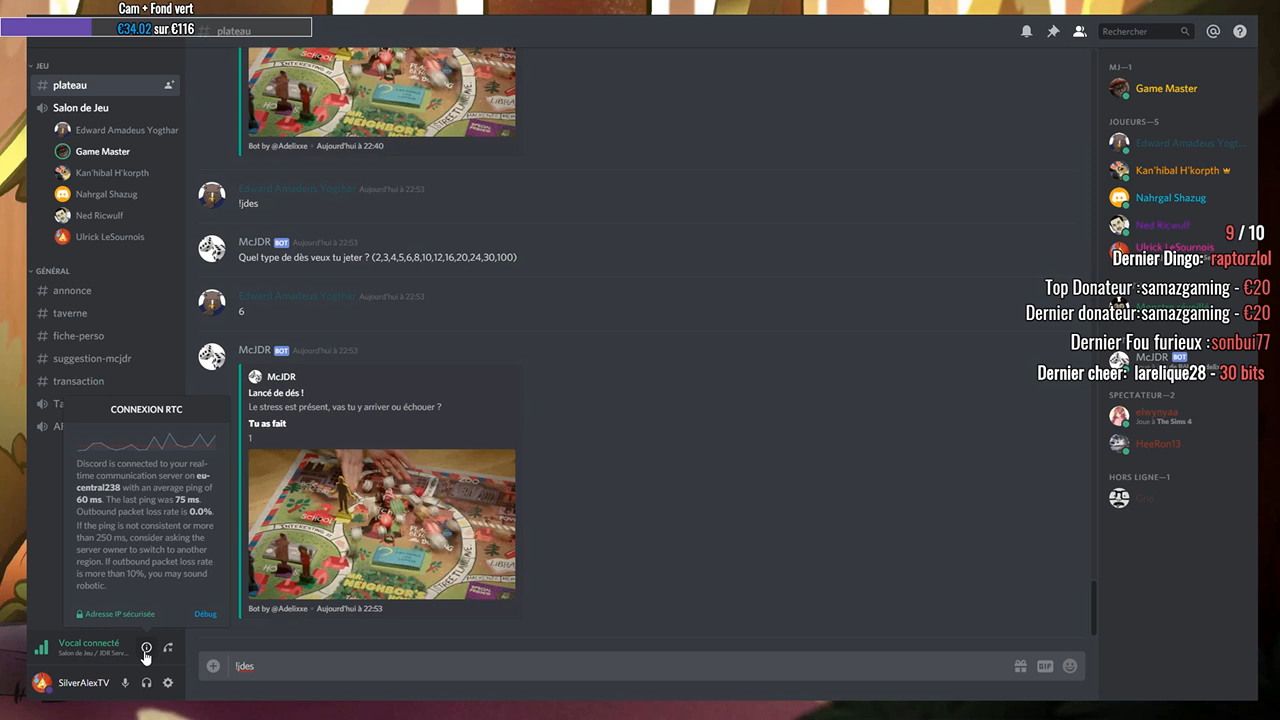 Cam + Fond vert
€34.02 sur €116
# plateau
Rechercher
JEU
# plateau
Salon de Jeu
Edward Amadeus Yogthar
Game Master
Kan'hibal H'korpth
Nahrgal Shazug
Ned Ricwulf
Ulrick LeSournois
GÉNÉRAL
# annonce
# taverne
# fiche-perso
# suggestion-mcjdr
# transaction
CONNEXION RTC
Discord is connected to your real-
time communication server on eu-
central238 with an average ping of
60 ms. The last ping was 75 ms.
Outbound packet loss rate is 0.0%.
If the ping is not consistent or more
than 250 ms, consider asking the
server owner to switch to another
region. If outbound packet loss rate
is more than 10%, you may sound
robotic.
Adresse IP sécurisée
Débug
Vocal connecté
Salon de Jeu / JDR Serv...
SilverAlexTV
Bot by @Adelixxe • Aujourd'hui à 22:40
Edward Amadeus Yogthar Aujourd'hui à 22:53
!jdes
McJDR BOT Aujourd'hui à 22:53
Quel type de dès veux tu jeter ? (2,3,4,5,6,8,10,12,16,20,24,30,100)
Edward Amadeus Yogthar Aujourd'hui à 22:53
6
McJDR BOT Aujourd'hui à 22:53
McJDR
Lancé de dés !
Le stress est présent, vas tu y arriver ou échouer ?
Tu as fait
1
SCHOOL
ZOO
Bot by @Adelixxe • Aujourd'hui à 22:53
!jdes
GIF
MJ—1
Game Master
JOUEURS—5
Edward Amadeus Yogt...
Kan'hibal H'korpth
Nahrgal Shazug
Ned Ricwulf
9 / 10
Ulrick LeSournois
Dernier Dingo: raptorzlol
Top Donateur :samazgaming - €20
Dernier donateur:samazgaming - €20
Dernier Fou furieux :sonbui77
McJDR BOT
Dernier cheer: larelique28 - 30 bits
SPECTATEUR—2
elwynyaa
Joue à The Sims 4
HeeRon13
HORS LIGNE—1